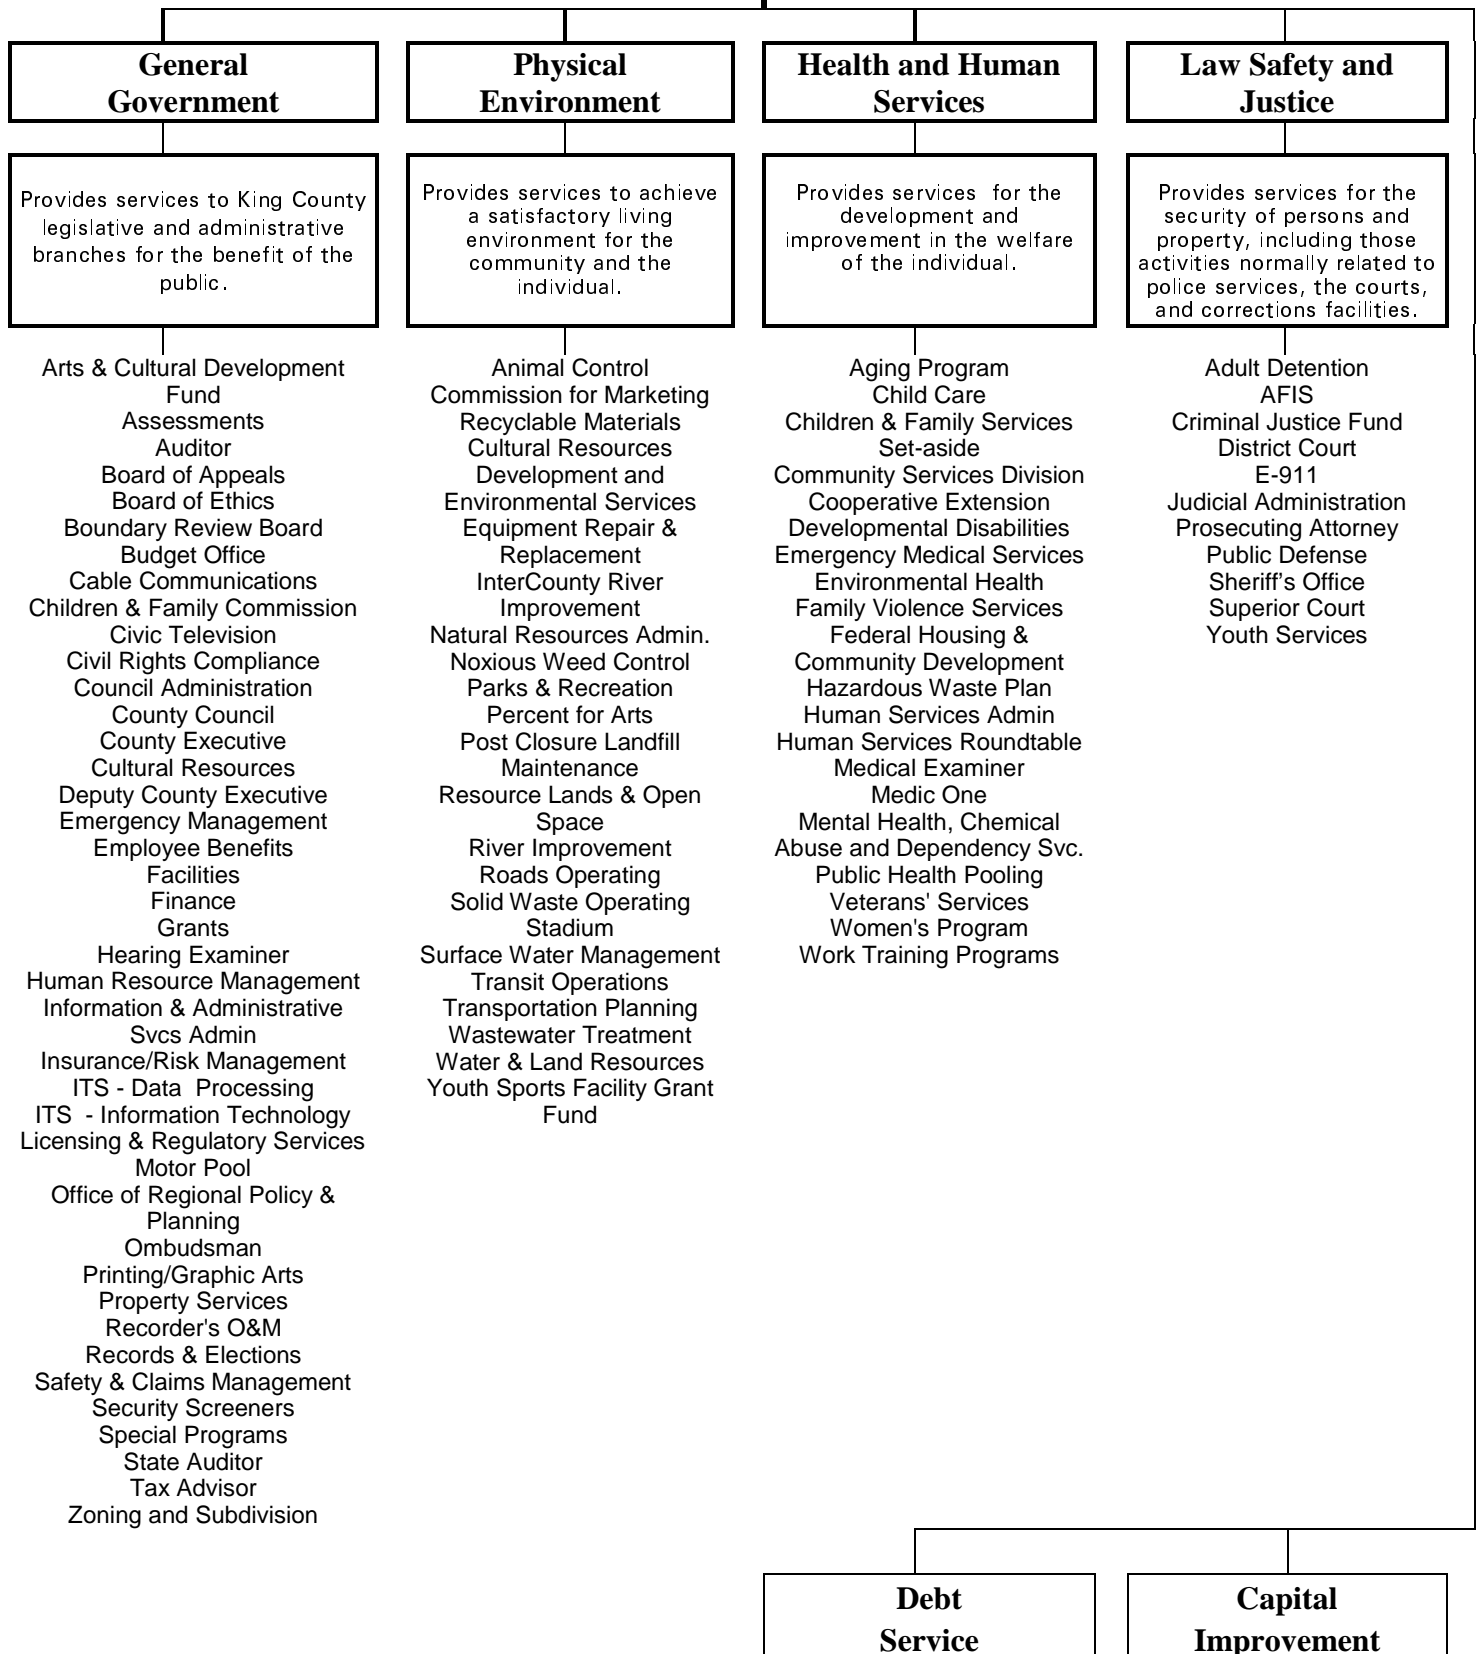 General
Government
Provides services to King County
legislative and administrative
branches for the benefit of the
public.
Arts & Cultural Development
Fund
Assessments
Auditor
Board of Appeals
Board of Ethics
Boundary Review Board
Budget Office
Cable Communications
Children & Family Commission
Civic Television
Civil Rights Compliance
Council Administration
County Council
County Executive
Cultural Resources
Deputy County Executive
Emergency Management
Employee Benefits
Facilities
Finance
Grants
Hearing Examiner
Human Resource Management
Information & Administrative
Svcs Admin
Insurance/Risk Management
ITS - Data  Processing
ITS  - Information Technology
Licensing & Regulatory Services
Motor Pool
Office of Regional Policy &
Planning
Ombudsman
Printing/Graphic Arts
Property Services
Recorder's O&M
Records & Elections
Safety & Claims Management
Security Screeners
Special Programs
State Auditor
Tax Advisor
Zoning and Subdivision
Physical
Environment
Provides services to achieve
a satisfactory living
environment for the
community and the
individual.
Animal Control
Commission for Marketing
Recyclable Materials
Cultural Resources
Development and
Environmental Services
Equipment Repair &
Replacement
InterCounty River
Improvement
Natural Resources Admin.
Noxious Weed Control
Parks & Recreation
Percent for Arts
Post Closure Landfill
Maintenance
Resource Lands & Open
Space
River Improvement
Roads Operating
Solid Waste Operating
Stadium
Surface Water Management
Transit Operations
Transportation Planning
Wastewater Treatment
Water & Land Resources
Youth Sports Facility Grant
Fund
Health and Human
Services
Provides services  for the
development and
improvement in the welfare
of the individual.
Aging Program
Child Care
Children & Family Services
Set-aside
Community Services Division
Cooperative Extension
Developmental Disabilities
Emergency Medical Services
Environmental Health
Family Violence Services
Federal Housing &
Community Development
Hazardous Waste Plan
Human Services Admin
Human Services Roundtable
Medical Examiner
Medic One
Mental Health, Chemical
Abuse and Dependency Svc.
Public Health Pooling
Veterans' Services
Women's Program
Work Training Programs
Law Safety and
Justice
Provides services for the
security of persons and
property, including those
activities normally related to
police services, the courts,
and corrections facilities.
Adult Detention
AFIS
Criminal Justice Fund
District Court
E-911
Judicial Administration
Prosecuting Attorney
Public Defense
Sheriff’s Office
Superior Court
Youth Services
Debt
Service
Capital
Improvement